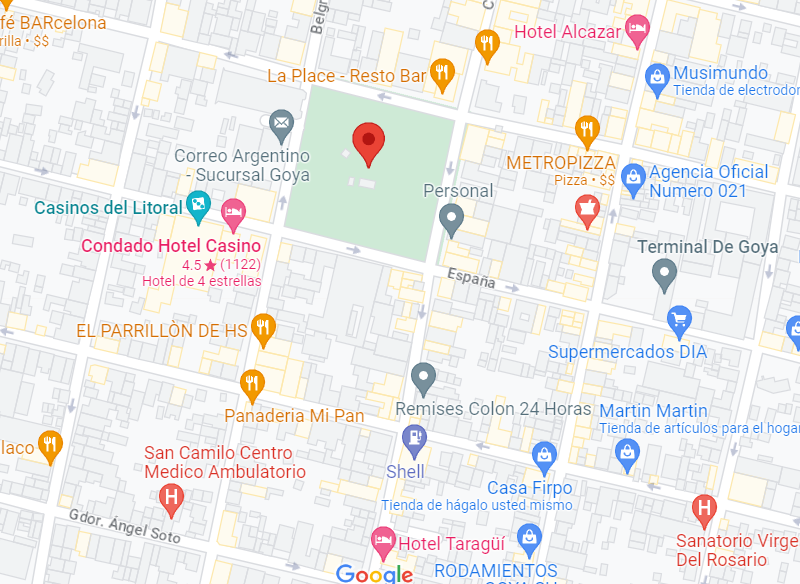 fé BARcelona
rilla • $$
Belgr
C
Hotel Alcazar
La Place - Resto Bar
Musimundo
Tienda de electrodor
Correo Argentino
- Sucursal Goya
METROPIZZA
Pizza • $$
Agencia Oficial
Numero 021
Personal
Casinos del Litoral
Condado Hotel Casino
4.5 ★ (1122)
Hotel de 4 estrellas
Terminal De Goya
España
EL PARRILLÒN DE HS
Supermercados DIA
Panaderia Mi Pan
Remises Colon 24 Horas
Martin Martin
Tienda de artículos para el hogar
laco
San Camilo Centro
Medico Ambulatorio
H
Shell
Casa Firpo
Tienda de hágalo usted mismo
H
Gdor. Ángel Soto
Hotel Taragüí
Sanatorio Virge
Del Rosario
Google
RODAMIENTOS